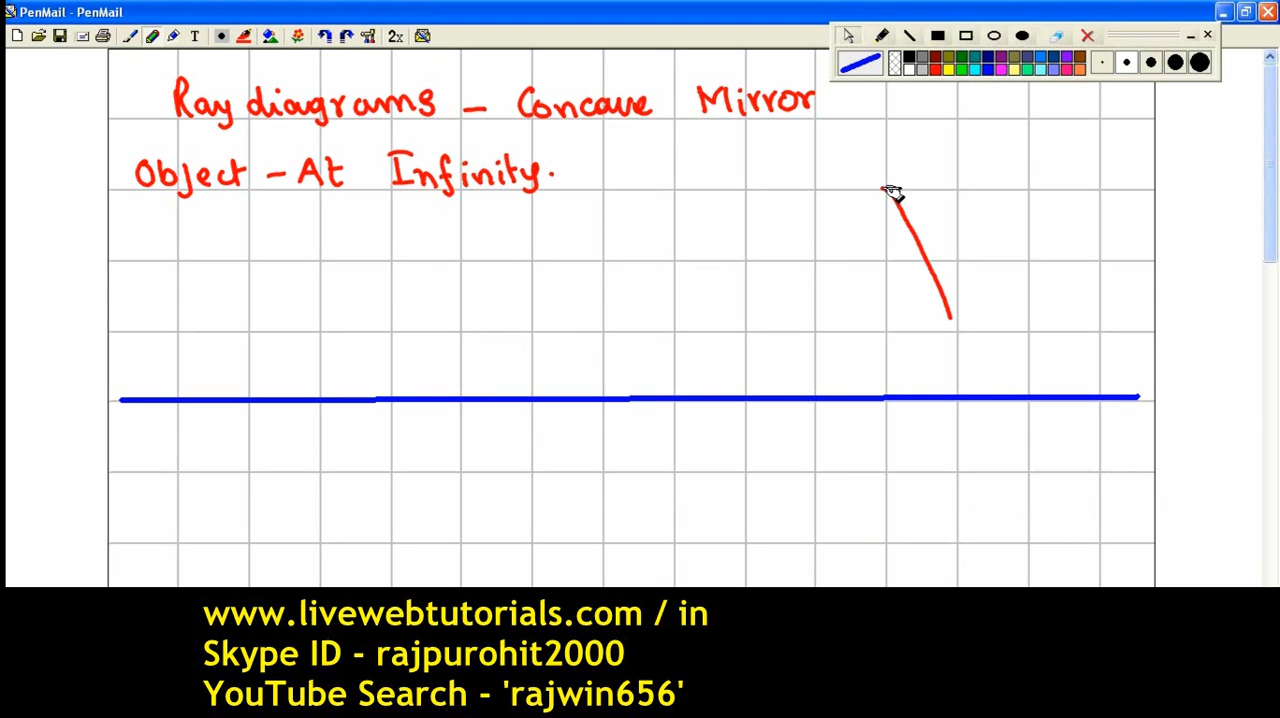 PenMail - PenMail
T 2x
Ray diagrams - Concave Mirror
Object - At Infinity.
www.livewebtutorials.com / in
Skype ID - rajpurohit2000
YouTube Search - 'rajwin656'